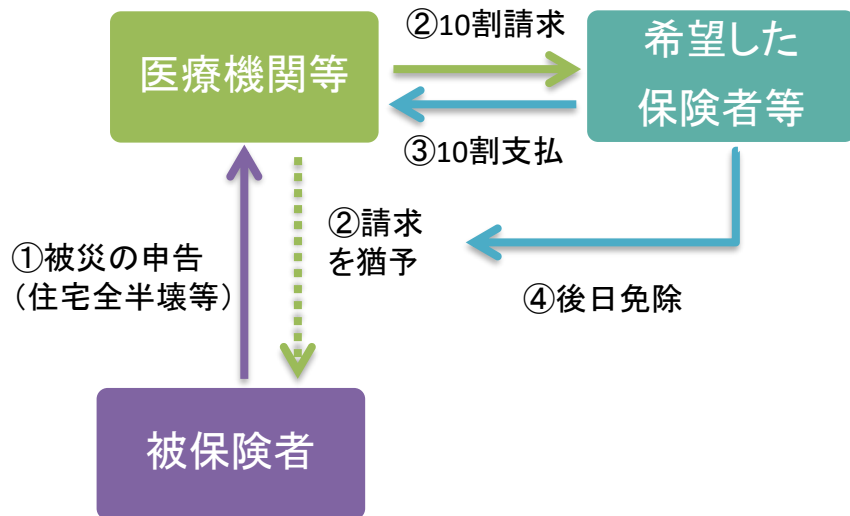 ②10割請求
医療機関等
希望した
保険者等
③10割支払
①被災の申告
（住宅全半壊等）
②請求
を猶予
④後日免除
被保険者